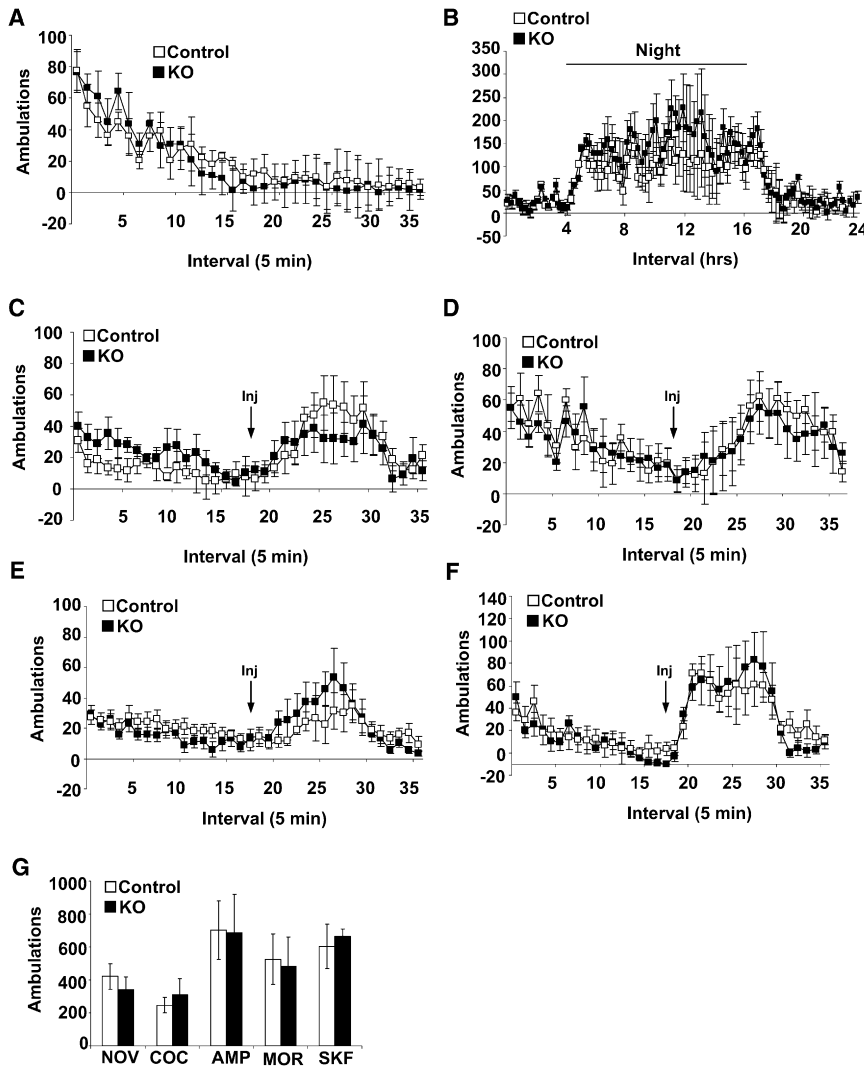 A
Control
KO
80
100
60
40
20
0
-20
Ambulations
5
10
15
20
25
30
35
Interval (5 min)
B
Control
KO
Night
350
300
250
200
150
100
50
0
-50
Ambulations
4
8
12
16
20
24
Interval (hrs)
C
Control
KO
Inj
100
80
60
40
20
0
-20
Ambulations
5
10
15
20
25
30
35
Interval (5 min)
D
Control
KO
Inj
100
80
60
40
20
0
-20
Ambulations
5
10
15
20
25
30
35
Interval (5 min)
E
Control
KO
Inj
100
80
60
40
20
0
-20
Ambulations
5
10
15
20
25
30
35
Interval (5 min)
F
Control
KO
Inj
140
120
100
80
60
40
20
0
-20
Ambulations
5
10
15
20
25
30
35
Interval (5 min)
G
Control
KO
1000
800
600
400
200
0
Ambulations
NOV COC AMP MOR SKF